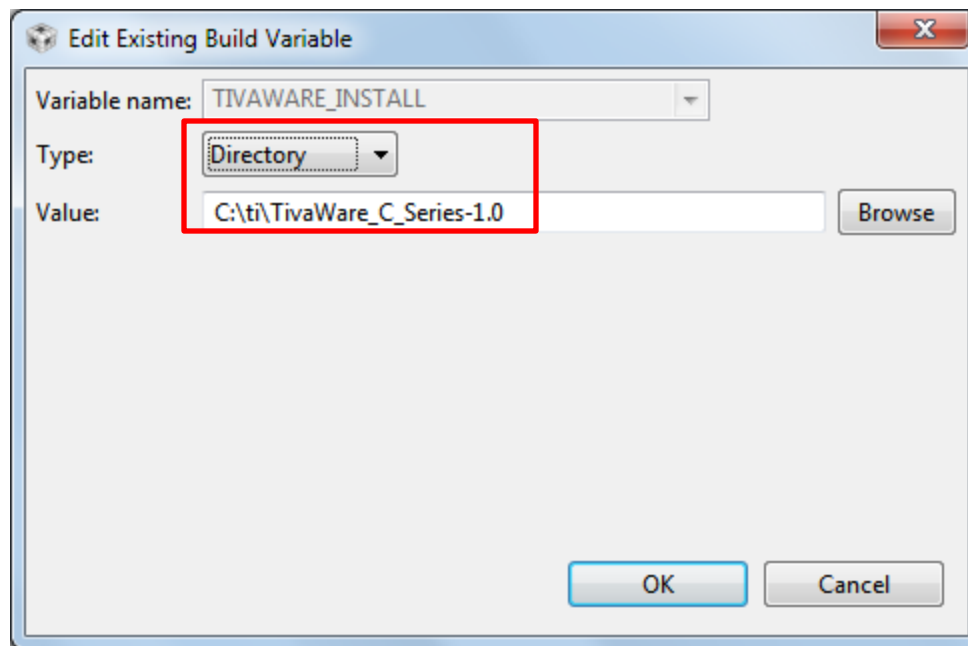 Edit Existing Build Variable
Variable name: TIVAWARE_INSTALL
Type: Directory
Value: C:\ti\TivaWare_C_Series-1.0 Browse
OK Cancel